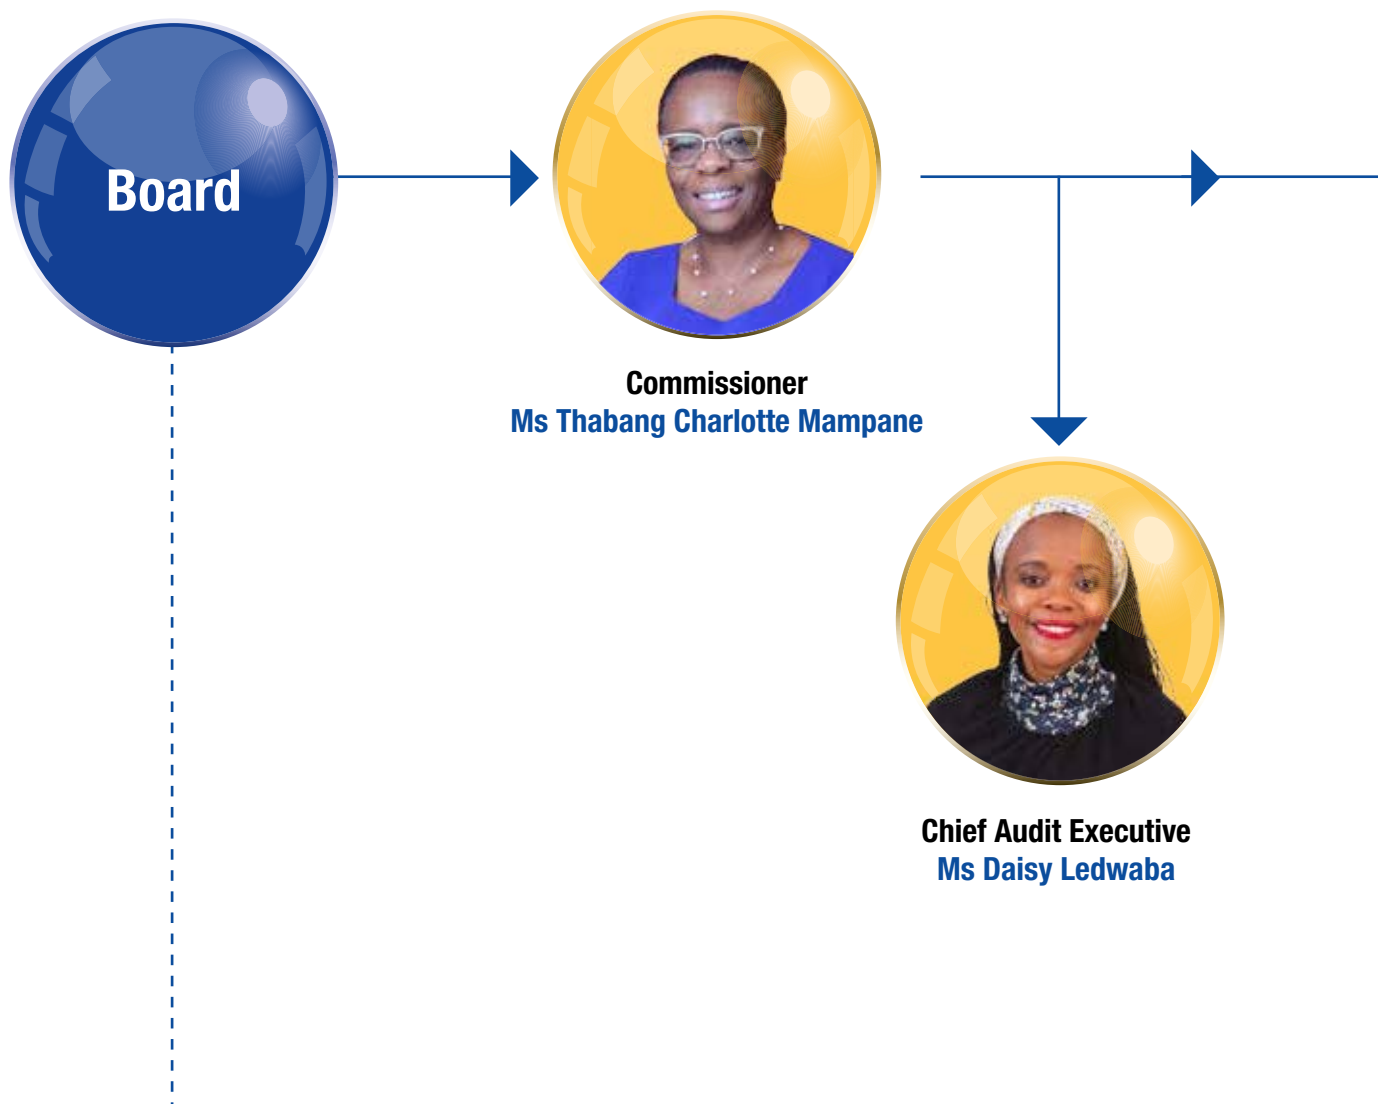 Board
Commissioner
Ms Thabang Charlotte Mampane
Chief Audit Executive
Ms Daisy Ledwaba